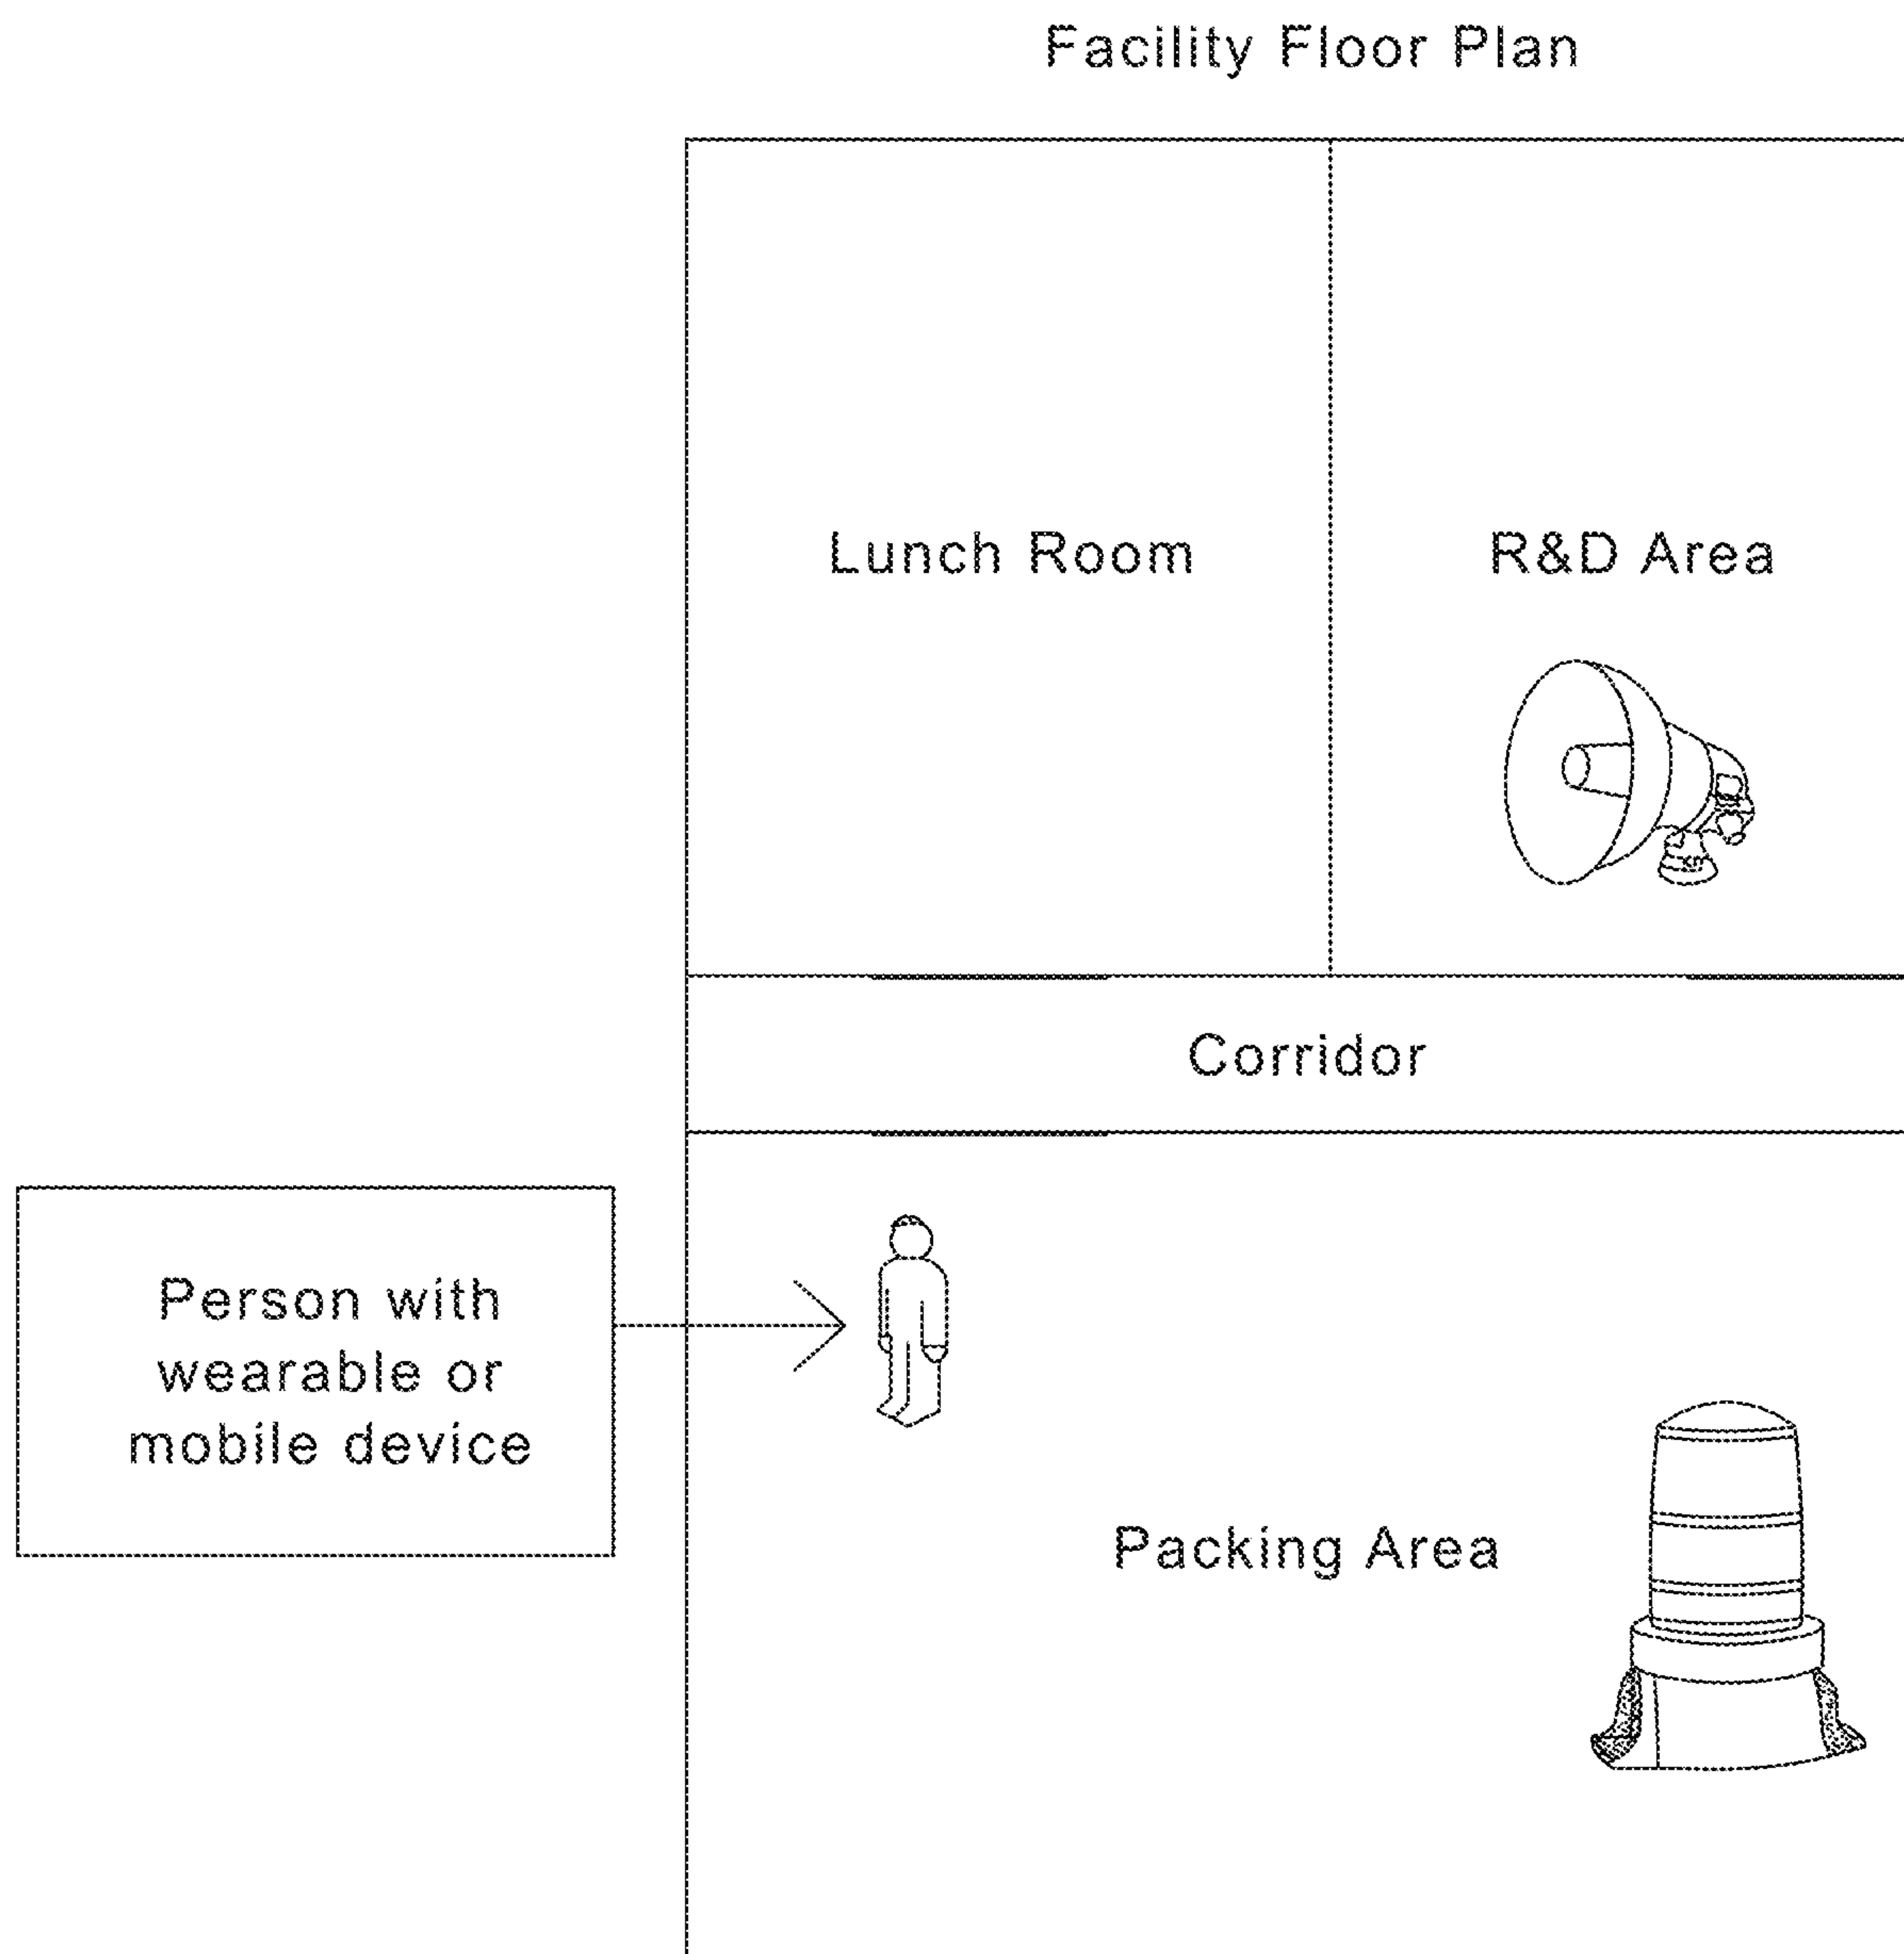 Facility Floor Plan
Lunch Room
R&D Area
Corridor
Person with
wearable or
mobile device
Packing Area